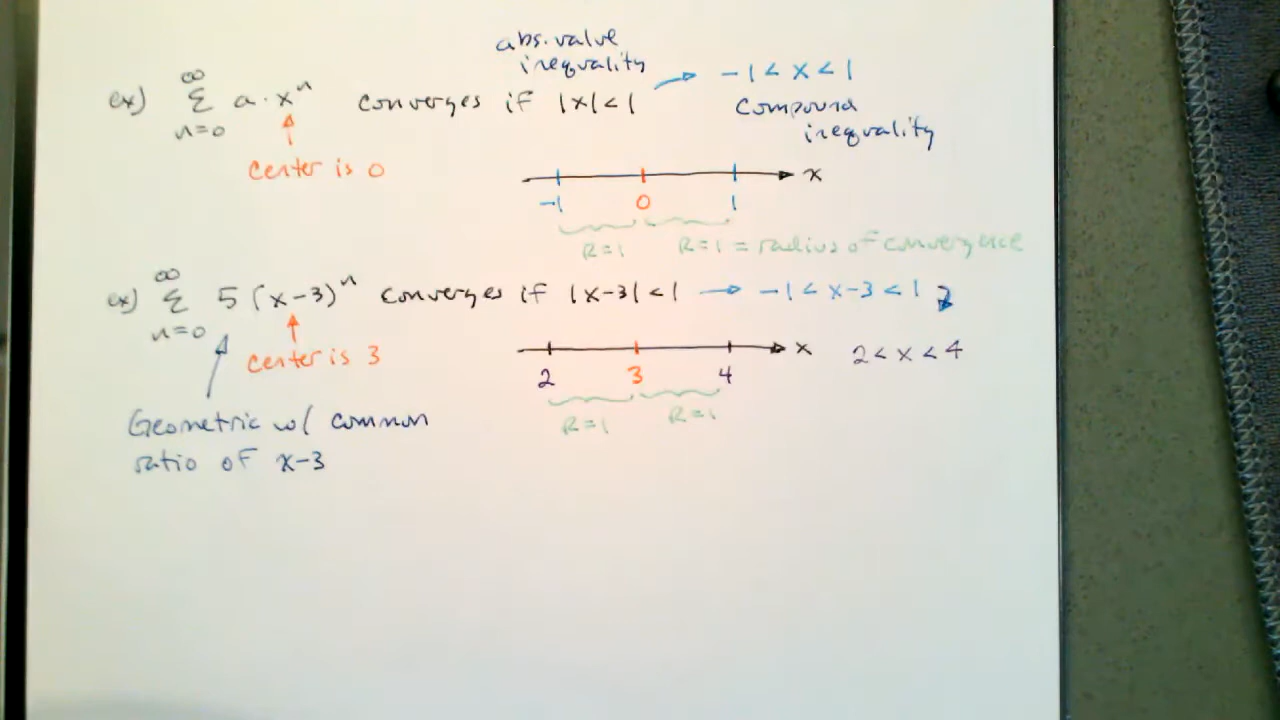 abs. value
inequality
ex) ∞ Σ n=0 a·xⁿ converges if |x|<1 → -1<x<1
center is 0
compound
inequality
-1 0 1 x
R=1 R=1 = radius of convergence
ex) ∞ Σ n=0 5(x-3)ⁿ converges if |x-3|<1 → -1<x-3<1
center is 3
x 2<x<4
2 3 4
R=1 R=1
Geometric w/ common
ratio of x-3